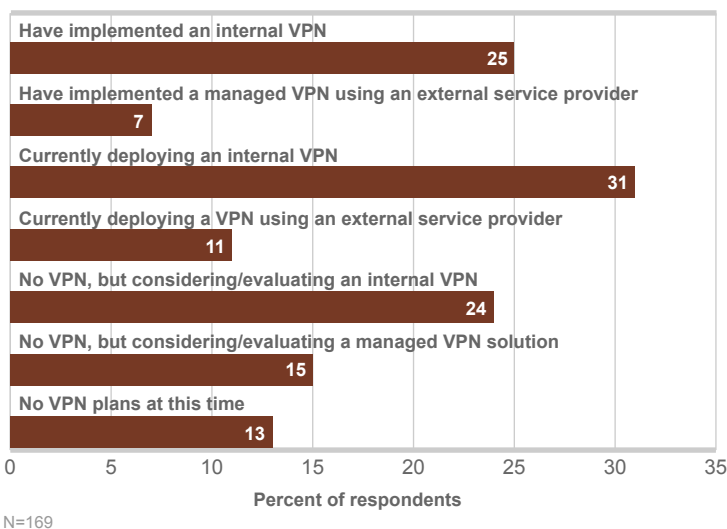 Have implemented an internal VPN
25
Have implemented a managed VPN using an external service provider
7
Currently deploying an internal VPN
31
Currently deploying a VPN using an external service provider
11
No VPN, but considering/evaluating an internal VPN
24
No VPN, but considering/evaluating a managed VPN solution
15
No VPN plans at this time
13
0 5 10 15 20 25 30 35
Percent of respondents
N=169